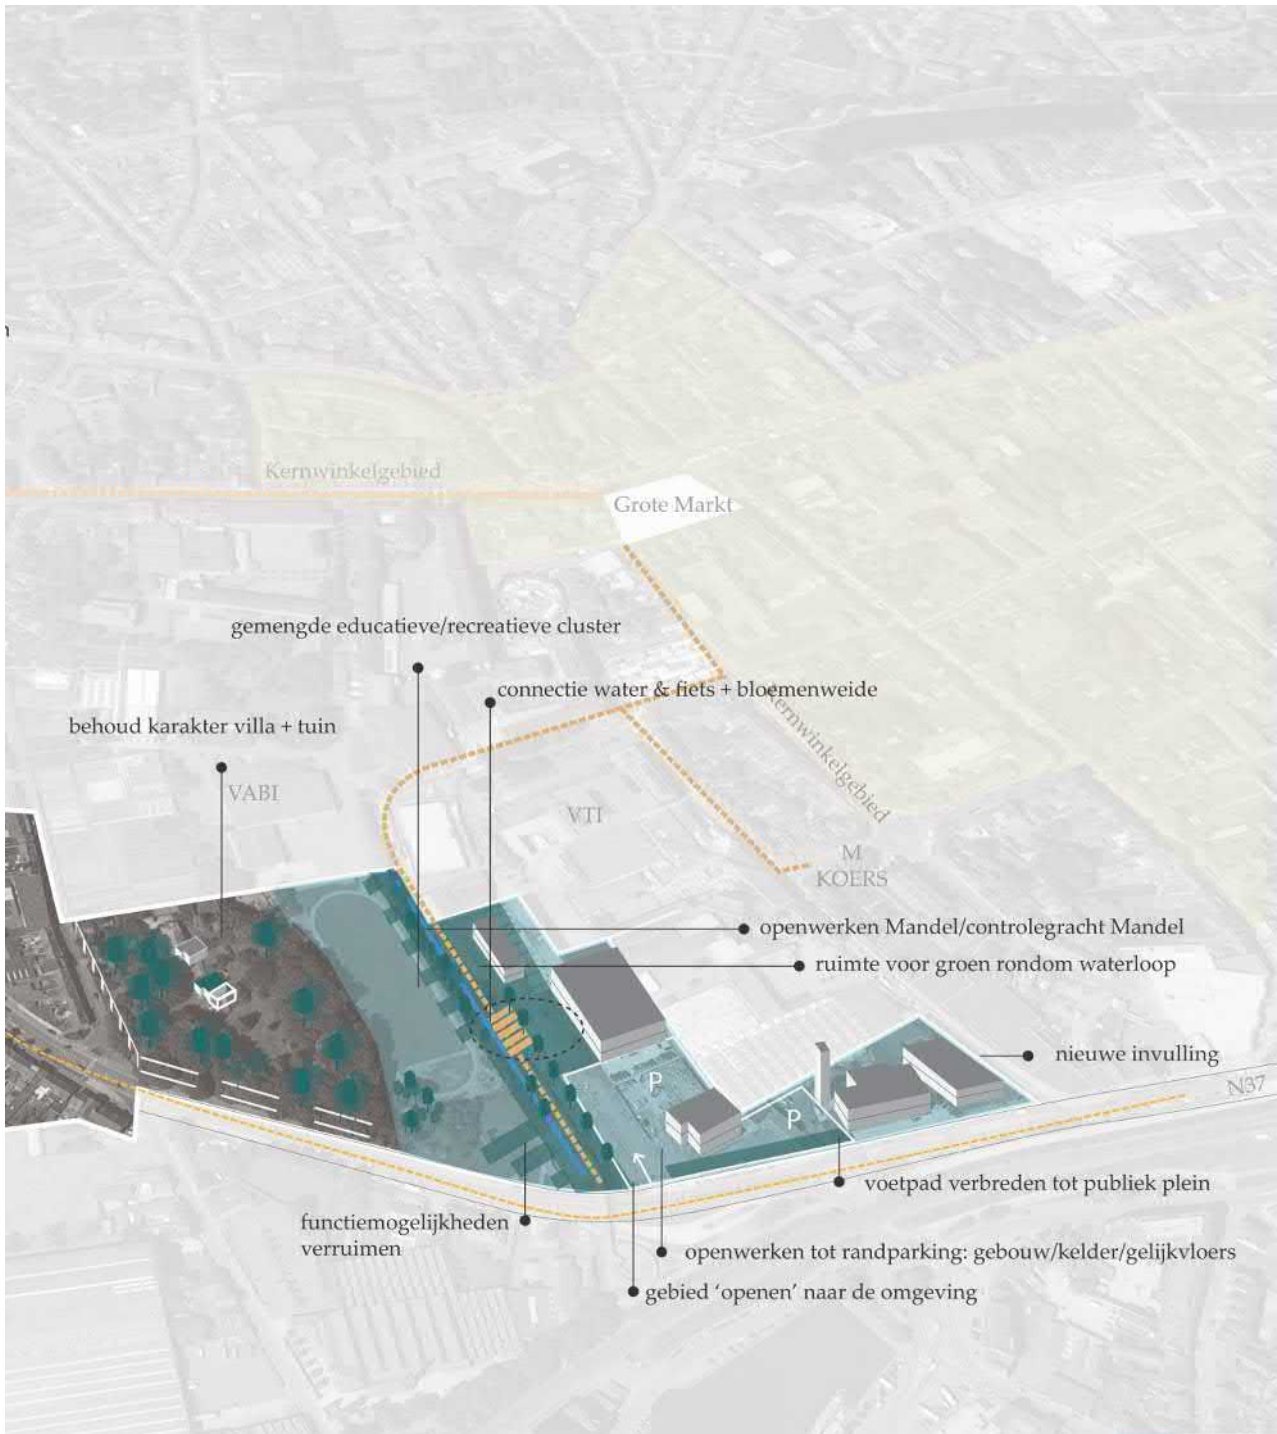 n
Kernwinkelgebied
Grote Markt
gemengde educatieve/recreatieve cluster
connectie water & fiets + bloemenweide
behoud karakter villa + tuin
Kernwinkelgebied
VABI
VTI
M
KOERS
openwerken Mandel/controlegracht Mandel
ruimte voor groen rondom waterloop
nieuwe invulling
P
N37
P
voetpad verbreden tot publiek plein
functiemogelijkheden
verruimen
openwerken tot randparking: gebouw/kelder/gelijkvloers
gebied ‘openen’ naar de omgeving